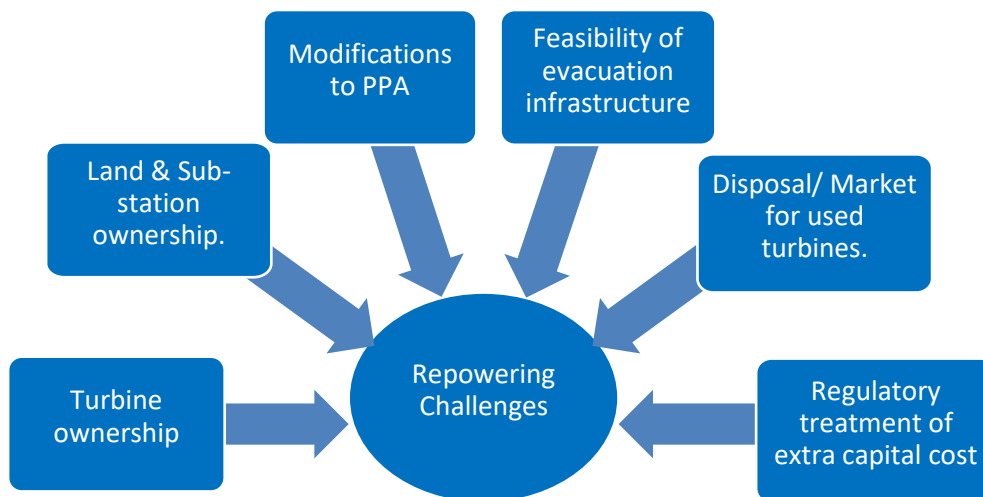 Modifications
to PPA
Feasibility of
evacuation
infrastructure
Land & Sub-
station
ownership.
Disposal/ Market
for used
turbines.
Turbine
ownership
Repowering
Challenges
Regulatory
treatment of
extra capital cost